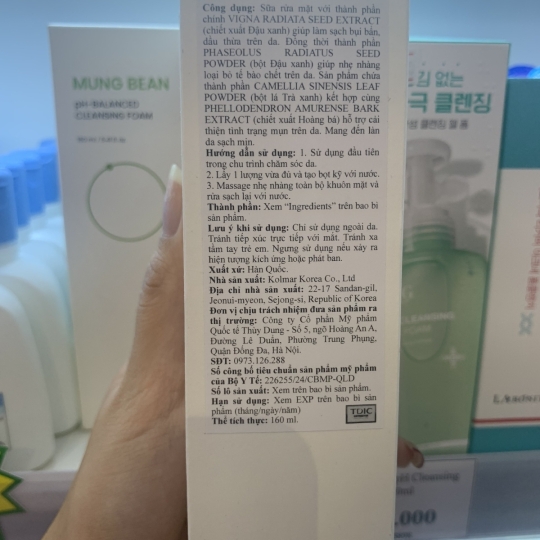 Công dụng: Sữa rửa mặt với thành phần
chính VIGNA RADIATA SEED EXTRACT
(chiết xuất Đậu xanh) giúp làm sạch bụi bẩn,
dầu thừa trên da. Đồng thời thành phần
PHASEOLUS RADIATUS SEED
POWDER (bột Đậu xanh) giúp nhẹ nhàng
loại bỏ tế bào chết trên da. Sản phẩm chứa
thành phần CAMELLIA SINENSIS LEAF
POWDER (bột lá Trà xanh) kết hợp cùng
PHELLODENDRON AMURENSE BARK
EXTRACT (chiết xuất Hoàng bá) hỗ trợ cải
thiện tình trạng mụn trên da. Mang đến làn
da sạch mịn.
Hướng dẫn sử dụng: 1. Sử dụng đầu tiên
trong chu trình chăm sóc da.
2. Lấy 1 lượng vừa đủ và tạo bọt kỹ với nước.
3. Massage nhẹ nhàng toàn bộ khuôn mặt và
rửa sạch lại với nước.
Thành phần: Xem "Ingredients" trên bao bì
sản phẩm.
Lưu ý khi sử dụng: Chỉ sử dụng ngoài da.
Tránh tiếp xúc trực tiếp với mắt. Tránh xa
tầm tay trẻ em. Ngưng sử dụng nếu xảy ra
hiện tượng kích ứng hoặc phát ban.
Xuất xứ: Hàn Quốc.
Nhà sản xuất: Kolmar Korea Co., Ltd
Địa chỉ nhà sản xuất: 22-17 Sandan-gil,
Jeonui-myeon, Sejong-si, Republic of Korea
Đơn vị chịu trách nhiệm đưa sản phẩm ra
thị trường: Công ty Cổ phần Mỹ phẩm
Quốc tế Thùy Dung - Số 5, ngõ Hoàng An A,
Đường Lê Duẩn, Phường Trung Phụng,
Quận Đống Đa, Hà Nội.
SĐT: 0973.126.288
Số công bố tiêu chuẩn sản phẩm mỹ phẩm
của Bộ Y Tế: 226255/24/CBMP-QLD
Số lô sản xuất: Xem trên bao bì sản phẩm.
Hạn sử dụng: Xem EXP trên bao bì sản
phẩm (tháng/ngày/năm)
Thể tích thực: 160 ml.
TDIC
MUNG BEAN
pH-BALANCED
CLEANSING FOAM
김 없는
극 클렌징
CLEANSING
FOAM
Cleansing
.000